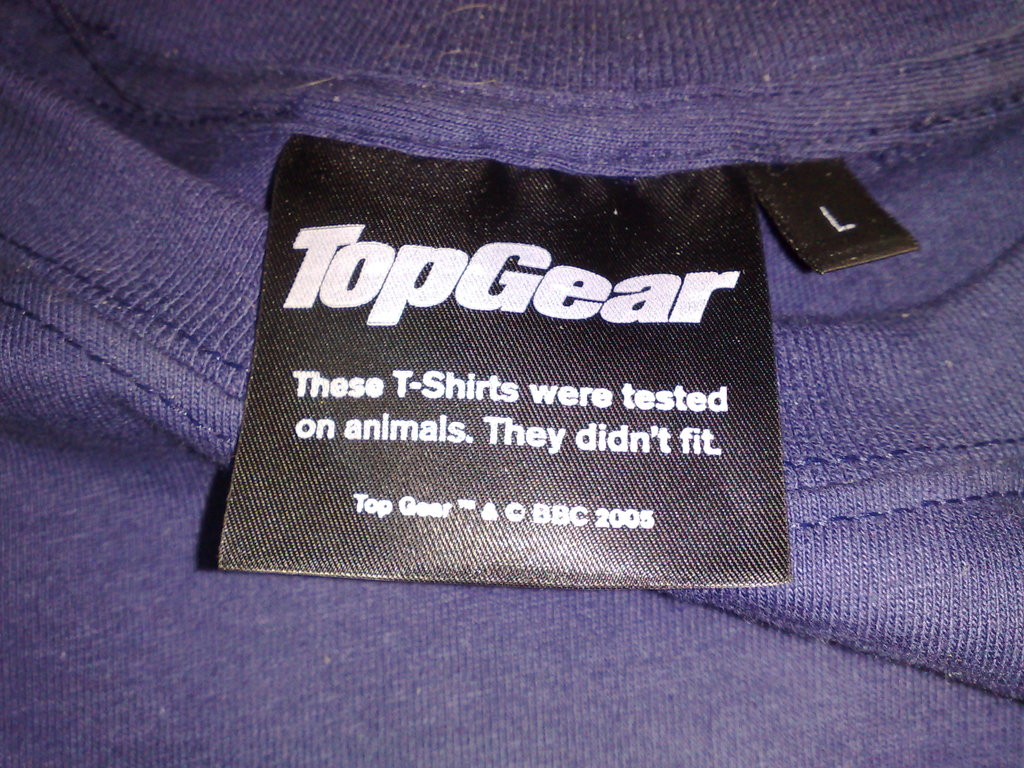 TopGear
L
These T-Shirts were tested
on animals. They didn't fit.
Top Gear ™ & © BBC 2005